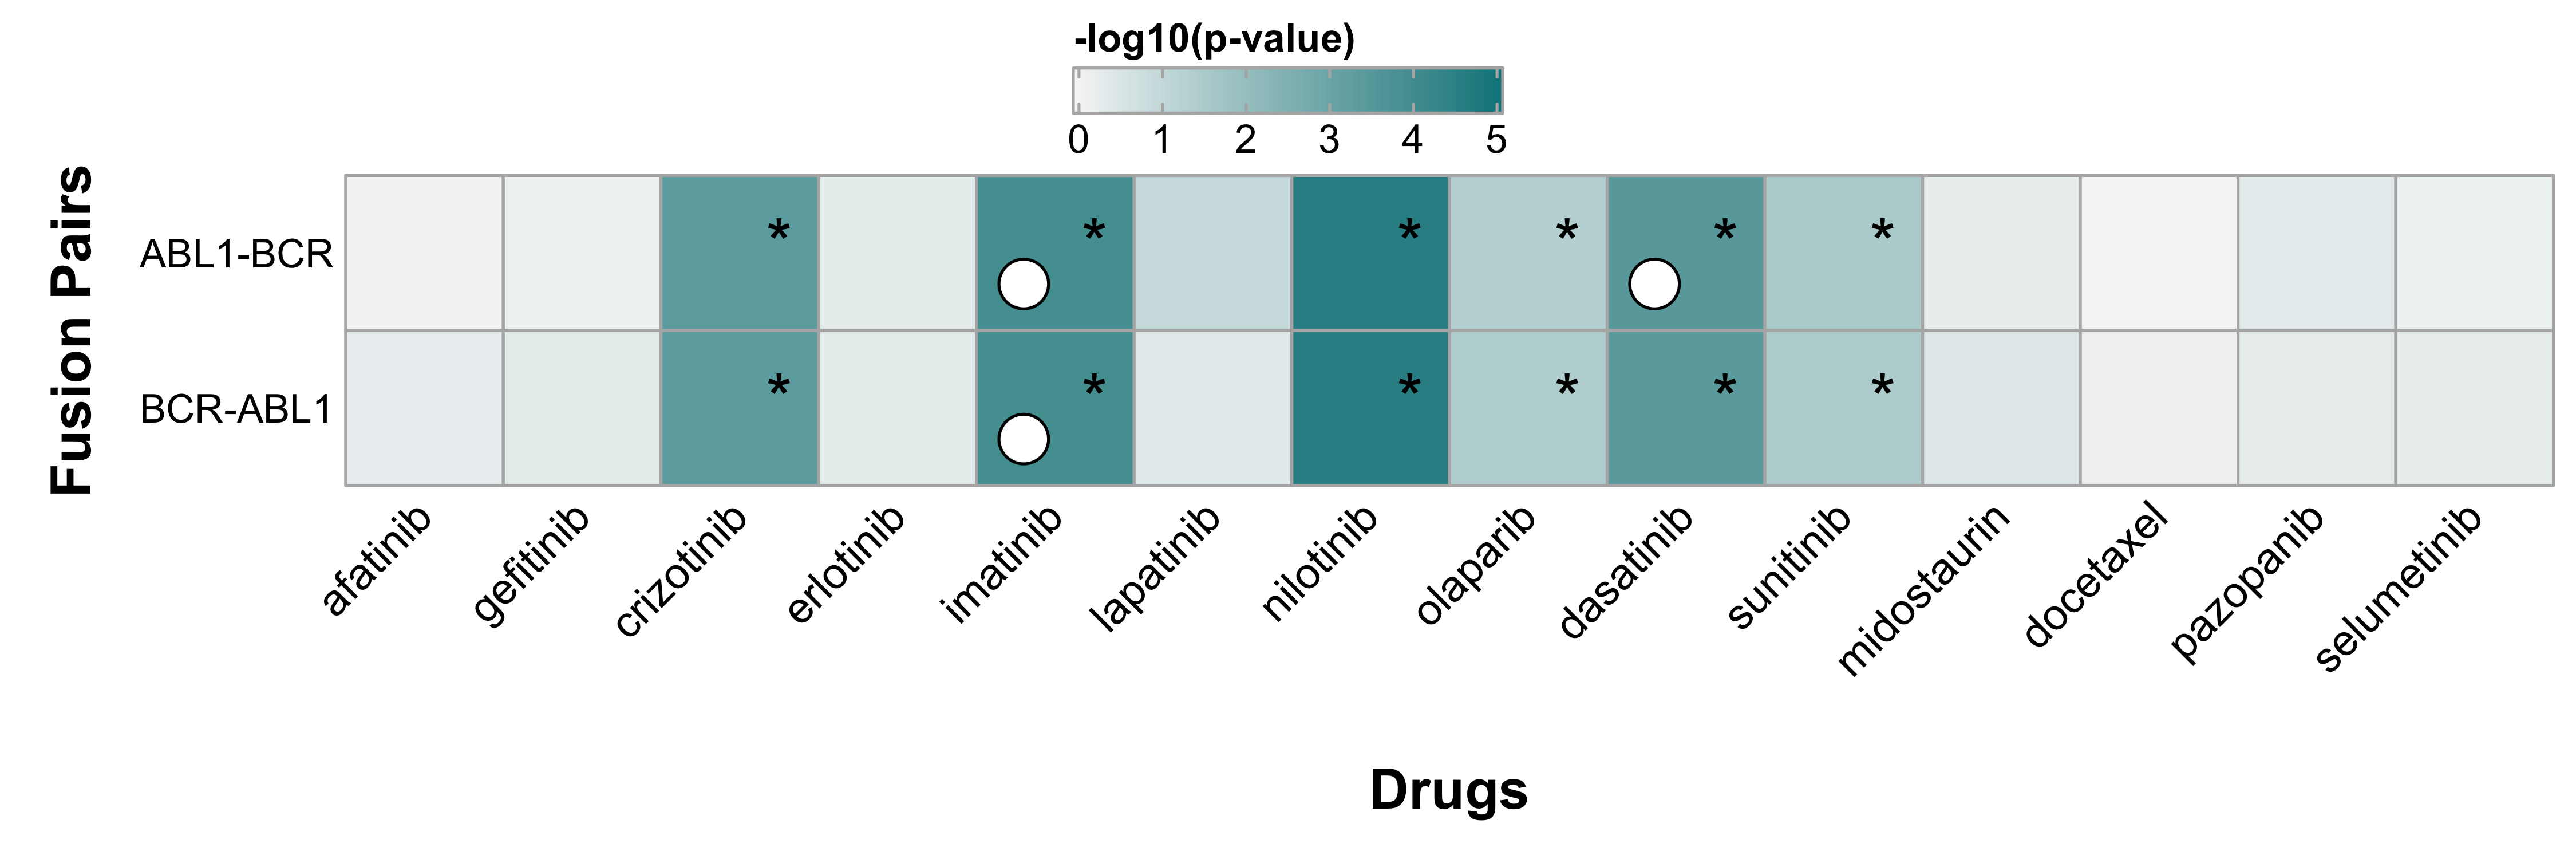 -log10(p-value)
0 1 2 3 4 5
Fusion Pairs
ABL1-BCR * * * * * *
BCR-ABL1 * * * * * *
afatinib gefitinib crizotinib erlotinib imatinib lapatinib nilotinib olaparib dasatinib sunitinib midostaurin docetaxel pazopanib selumetinib
Drugs